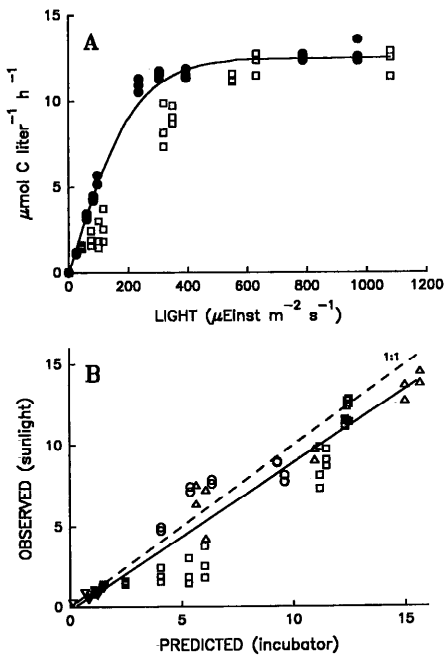 A
15
10
5
0
μmol C liter⁻¹ h⁻¹
0 200 400 600 800 1000 1200
LIGHT (μEinst m⁻² s⁻¹)
B
1:1
15
10
5
0
OBSERVED (sunlight)
0 5 10 15
PREDICTED (incubator)